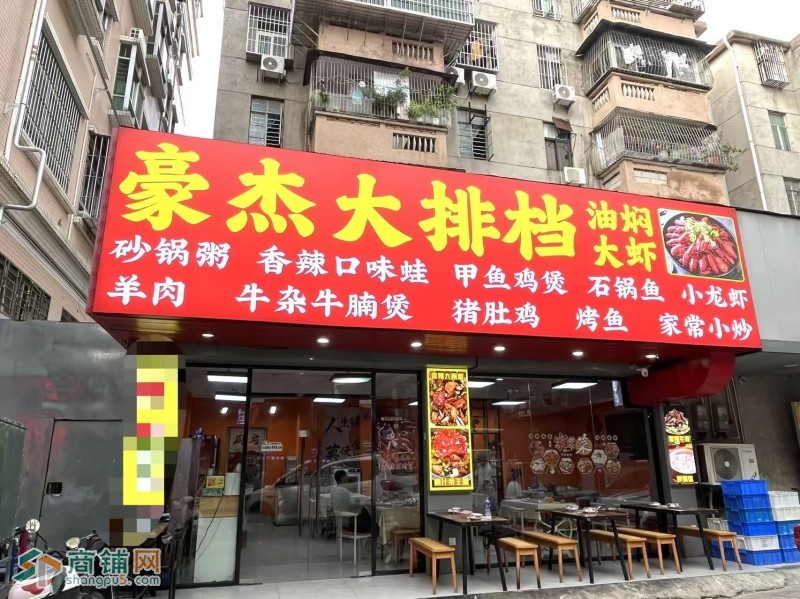 豪杰大排档
油焖
大虾
砂锅粥 香辣口味蛙 甲鱼鸡煲 石锅鱼 小龙虾
羊肉 牛杂牛腩煲 猪肚鸡 烤鱼 家常小炒
商铺网
shangpu5.com